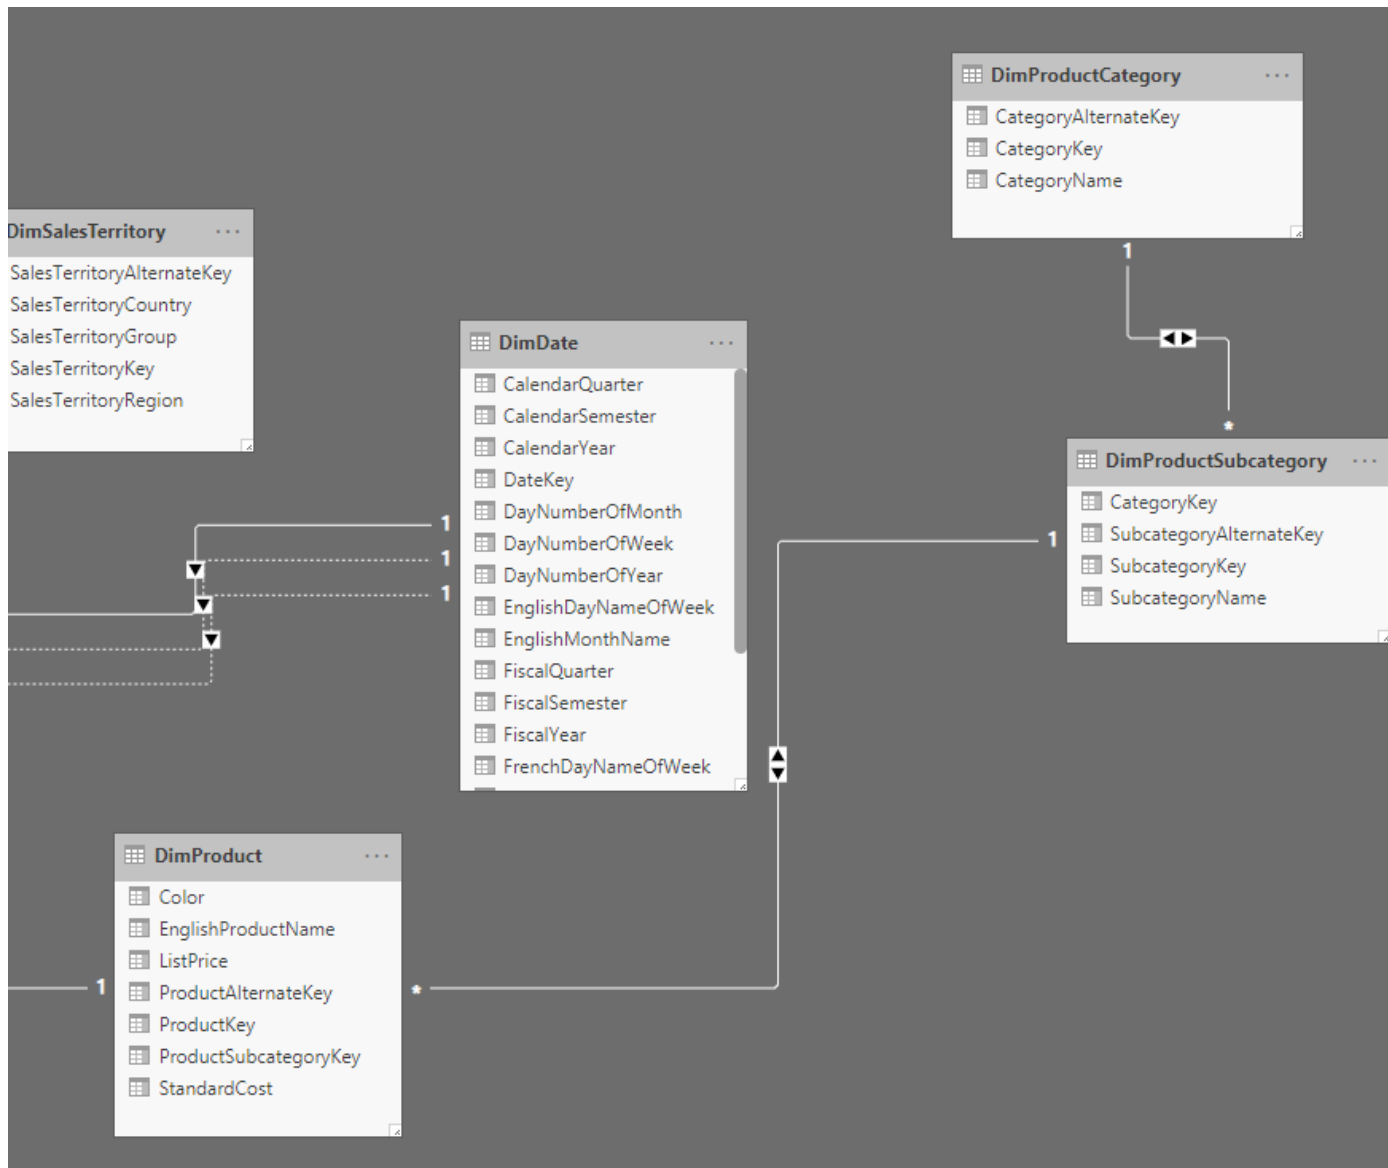 DimProductCategory
CategoryAlternateKey
CategoryKey
CategoryName
1
*
DimSalesTerritory
SalesTerritoryAlternateKey
SalesTerritoryCountry
SalesTerritoryGroup
SalesTerritoryKey
SalesTerritoryRegion
DimDate
CalendarQuarter
CalendarSemester
CalendarYear
DateKey
DayNumberOfMonth
DayNumberOfWeek
DayNumberOfYear
EnglishDayNameOfWeek
EnglishMonthName
FiscalQuarter
FiscalSemester
FiscalYear
FrenchDayNameOfWeek
1
1
1
DimProductSubcategory
CategoryKey
SubcategoryAlternateKey
SubcategoryKey
SubcategoryName
1
DimProduct
Color
EnglishProductName
ListPrice
ProductAlternateKey
ProductKey
ProductSubcategoryKey
StandardCost
1
*